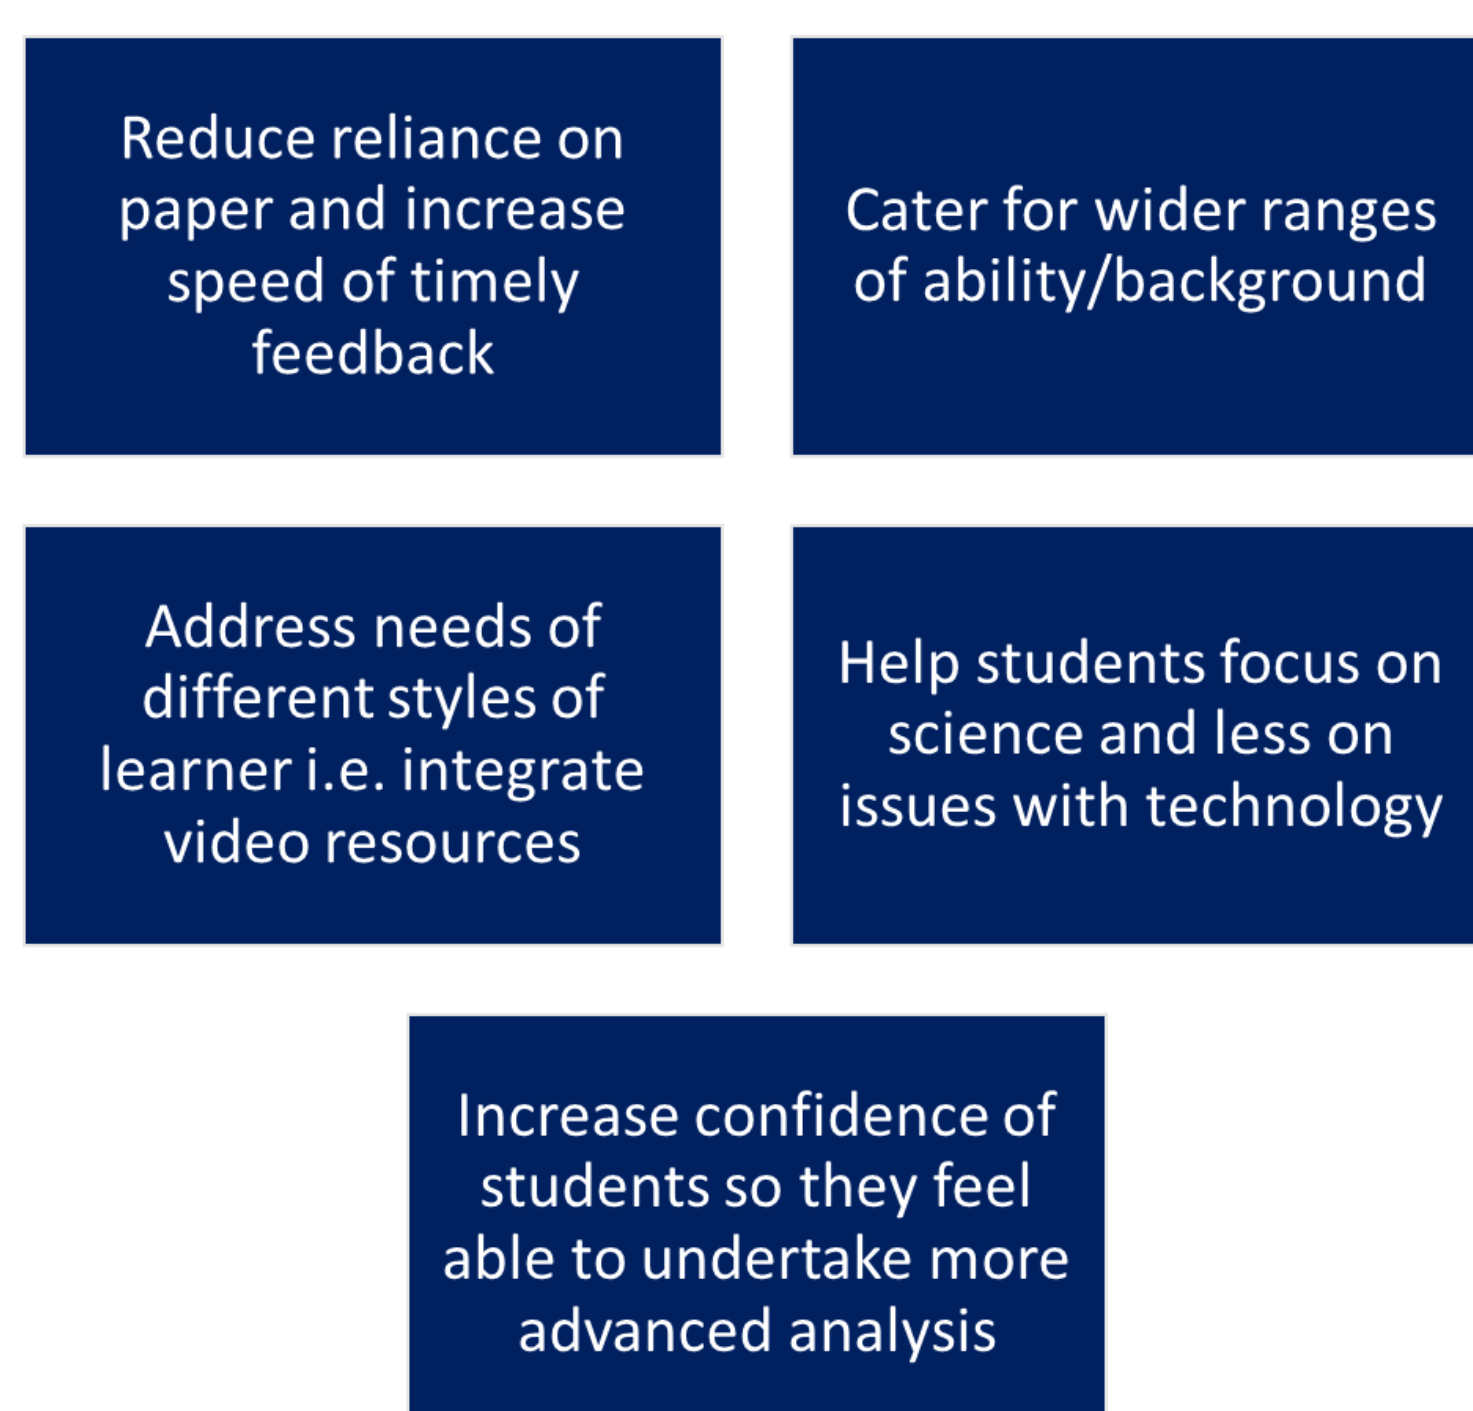 Reduce reliance on
paper and increase
speed of timely
feedback
Cater for wider ranges
of ability/background
Address needs of
different styles of
learner i.e. integrate
video resources
Help students focus on
science and less on
issues with technology
Increase confidence of
students so they feel
able to undertake more
advanced analysis